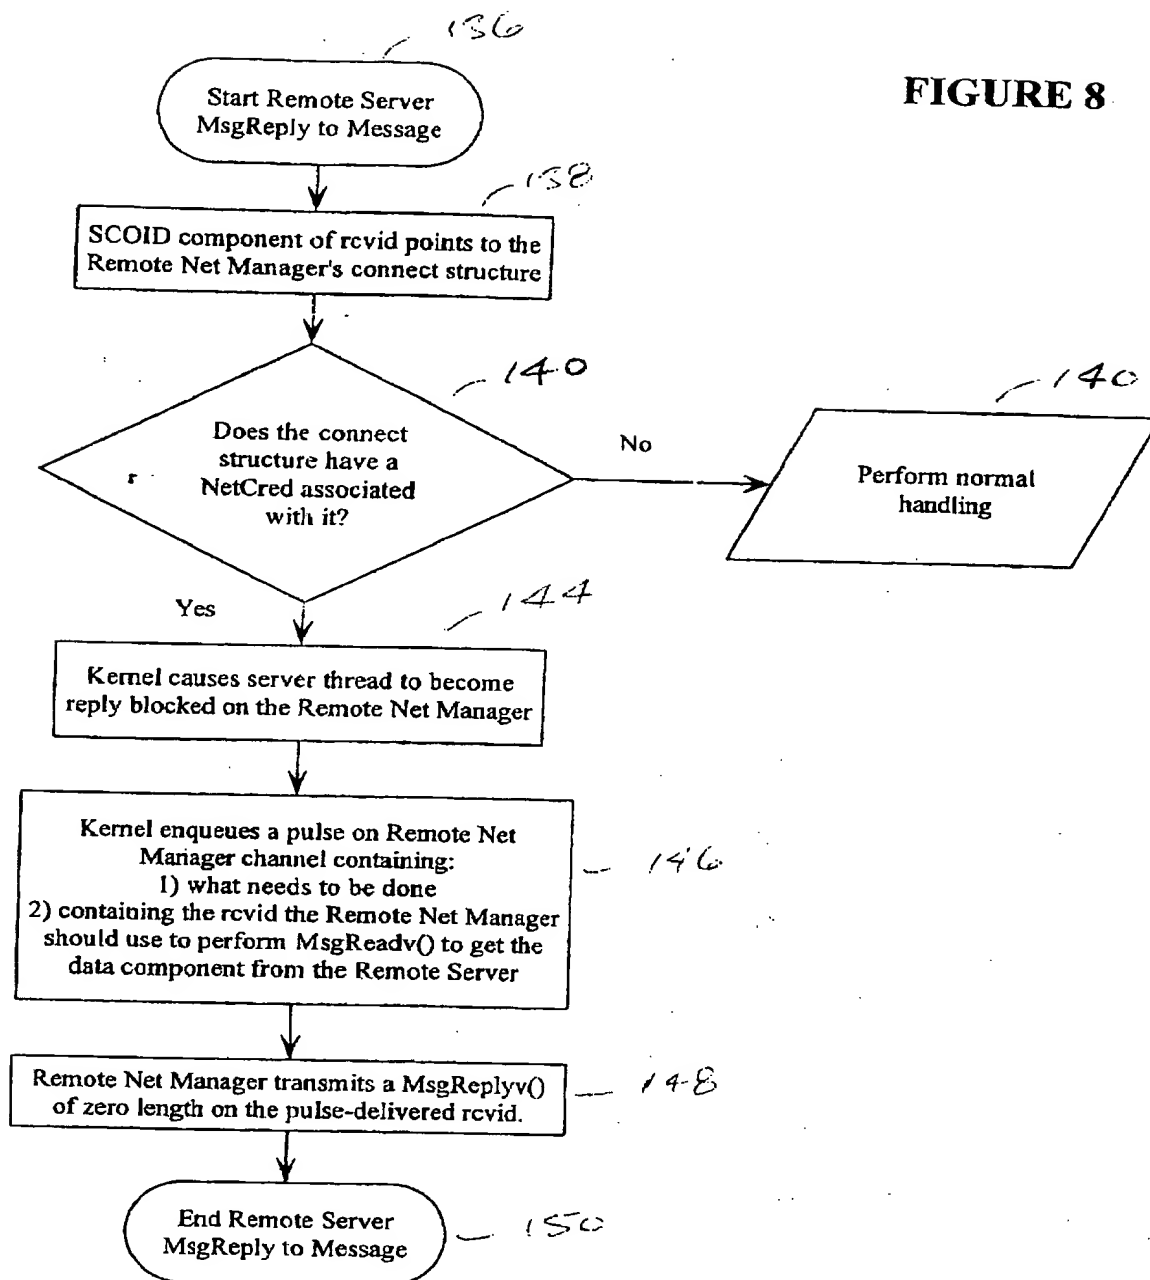 136
FIGURE 8
Start Remote Server
MsgReply to Message
138
SCOID component of rcvid points to the
Remote Net Manager's connect structure
140
140
Does the connect
structure have a
NetCred associated
with it?
No
Perform normal
handling
r
Yes
144
Kernel causes server thread to become
reply blocked on the Remote Net Manager
Kernel enqueues a pulse on Remote Net
Manager channel containing:
1) what needs to be done
2) containing the rcvid the Remote Net Manager
should use to perform MsgReadv() to get the
data component from the Remote Server
146
Remote Net Manager transmits a MsgReplyv()
of zero length on the pulse-delivered rcvid.
148
End Remote Server
MsgReply to Message
150